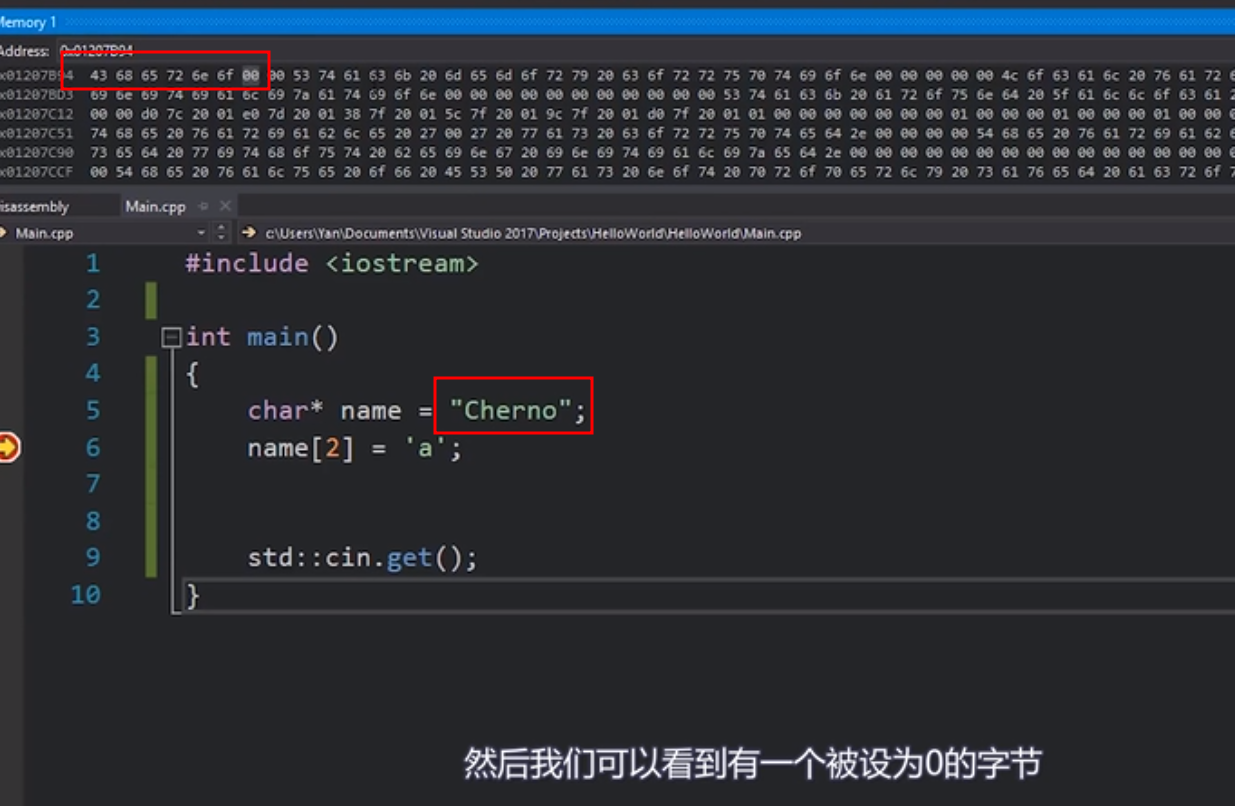 Memory 1
Address: 0x01207B94
0x01207B94 43 68 65 72 6e 6f 00 00 53 74 61 63 6b 20 6d 65 6d 6f 72 79 20 63 6f 72 72 75 70 74 69 6f 6e 00 00 00 00 00 4c 6f 63 61 6c 20 76 61 72
x01207BD3 69 6e 69 74 69 61 6c 69 7a 61 74 69 6f 6e 00 00 00 00 00 00 00 00 00 00 53 74 61 63 6b 20 61 72 6f 75 6e 64 20 5f 61 6c 6c 6f 63 61
x01207C12 00 00 d0 7c 20 01 e0 7d 20 01 38 7f 20 01 5c 7f 20 01 9c 7f 20 01 d0 7f 20 01 01 00 00 00 00 00 00 00 01 00 00 00 01 00 00 00 01 00 00
x01207C51 74 68 65 20 76 61 72 69 61 62 6c 65 20 27 00 27 20 77 61 73 20 63 6f 72 72 75 70 74 65 64 2e 00 00 00 00 54 68 65 20 76 61 72 69 61 62
x01207C90 73 65 64 20 77 69 74 68 6f 75 74 20 62 65 69 6e 67 20 69 6e 69 74 69 61 6c 69 7a 65 64 2e 00 00 00 00 00 00 00 00 00 00 00 00 00 00
x01207CCF 00 54 68 65 20 76 61 6c 75 65 20 6f 66 20 45 53 50 20 77 61 73 20 6e 6f 74 20 70 72 6f 70 65 72 6c 79 20 73 61 76 65 64 20 61 63 72 6f
isassembly Main.cpp
Main.cpp c:\Users\Yan\Documents\Visual Studio 2017\Projects\HelloWorld\HelloWorld\Main.cpp
1 #include <iostream>
2
3 int main()
4 {
5 char* name = "Cherno";
6 name[2] = 'a';
7
8
9 std::cin.get();
10 }
然后我们可以看到有一个被设为0的字节